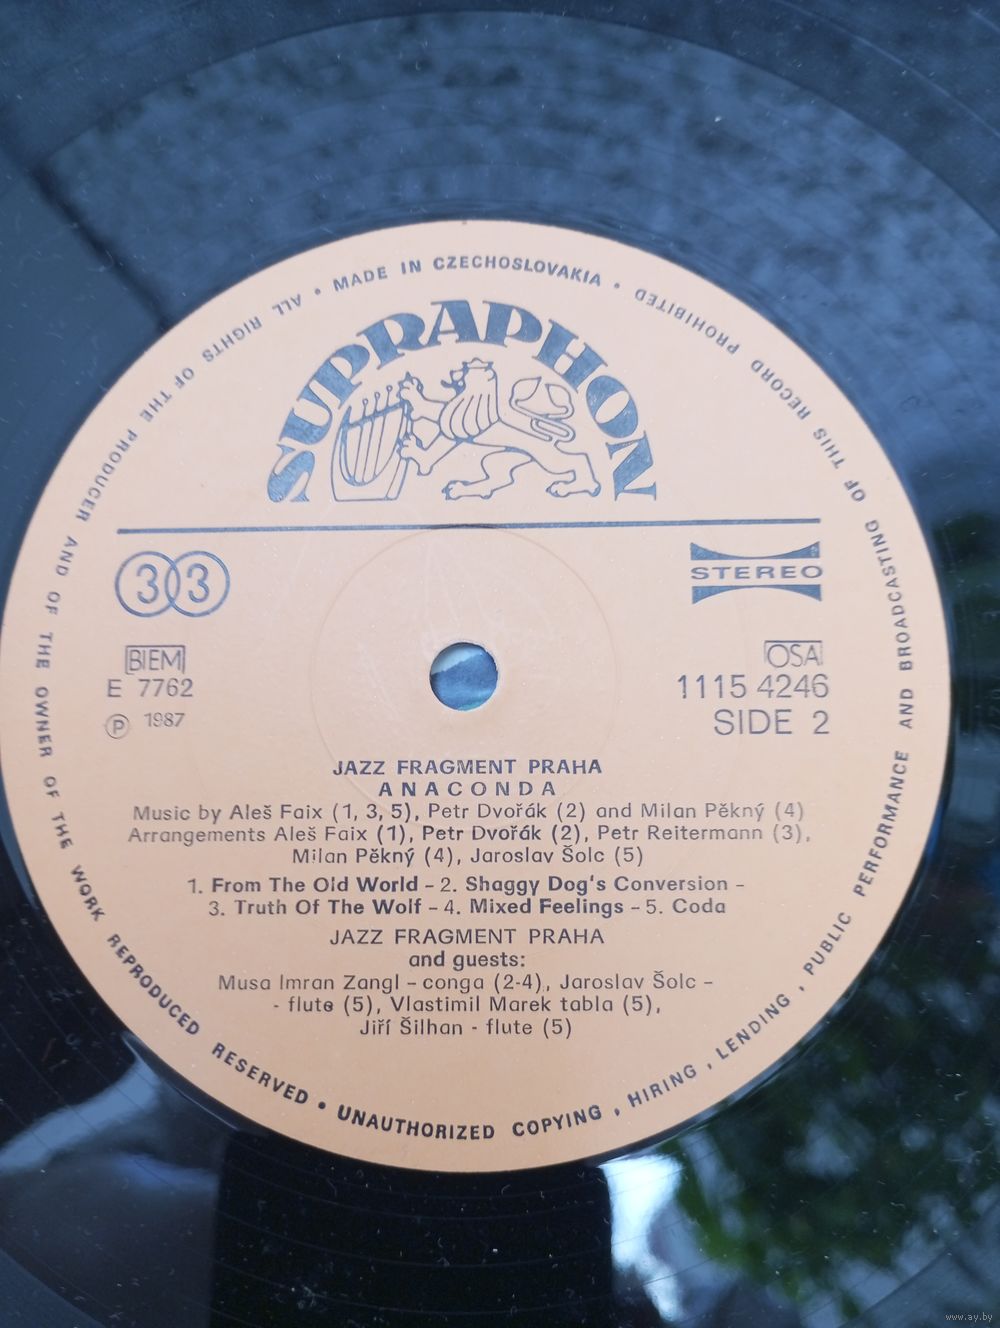 • MADE IN CZECHOSLOVAKIA •
ALL RIGHTS OF THE PRODUCER AND OF THE OWNER OF THE WORK REPRODUCED RESERVED • UNAUTHORIZED COPYING, HIRING, LENDING, PUBLIC PERFORMANCE AND BROADCASTING OF THIS RECORD PROHIBITED
SUPRAPHON
33
STEREO
BIEM
E 7762
Ⓟ 1987
OSA
1115 4246
SIDE 2
JAZZ FRAGMENT PRAHA
ANACONDA
Music by Aleš Faix (1, 3, 5), Petr Dvořák (2) and Milan Pěkný (4)
Arrangements Aleš Faix (1), Petr Dvořák (2), Petr Reitermann (3),
Milan Pěkný (4), Jaroslav Šolc (5)
1. From The Old World – 2. Shaggy Dog's Conversion –
3. Truth Of The Wolf – 4. Mixed Feelings – 5. Coda
JAZZ FRAGMENT PRAHA
and guests:
Musa Imran Zangl – conga (2-4), Jaroslav Šolc –
- flute (5), Vlastimil Marek tabla (5),
Jiří Šilhan - flute (5)
www.ay.by